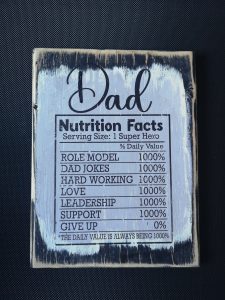 Dad
Nutrition Facts
Serving Size: 1 Super Hero
% Daily Value
ROLE MODEL 1000%
DAD JOKES 1000%
HARD WORKING 1000%
LOVE 1000%
LEADERSHIP 1000%
SUPPORT 1000%
GIVE UP 0%
*THE DAILY VALUE IS ALWAYS BEING 1000%